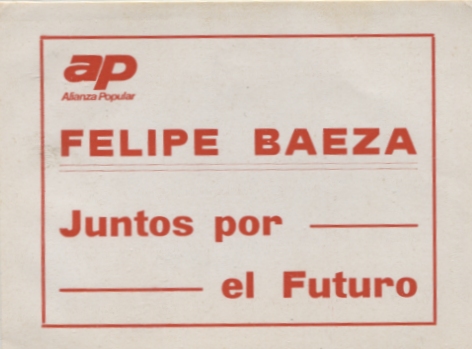 ap
Alianza Popular
FELIPE BAEZA
Juntos por
el Futuro